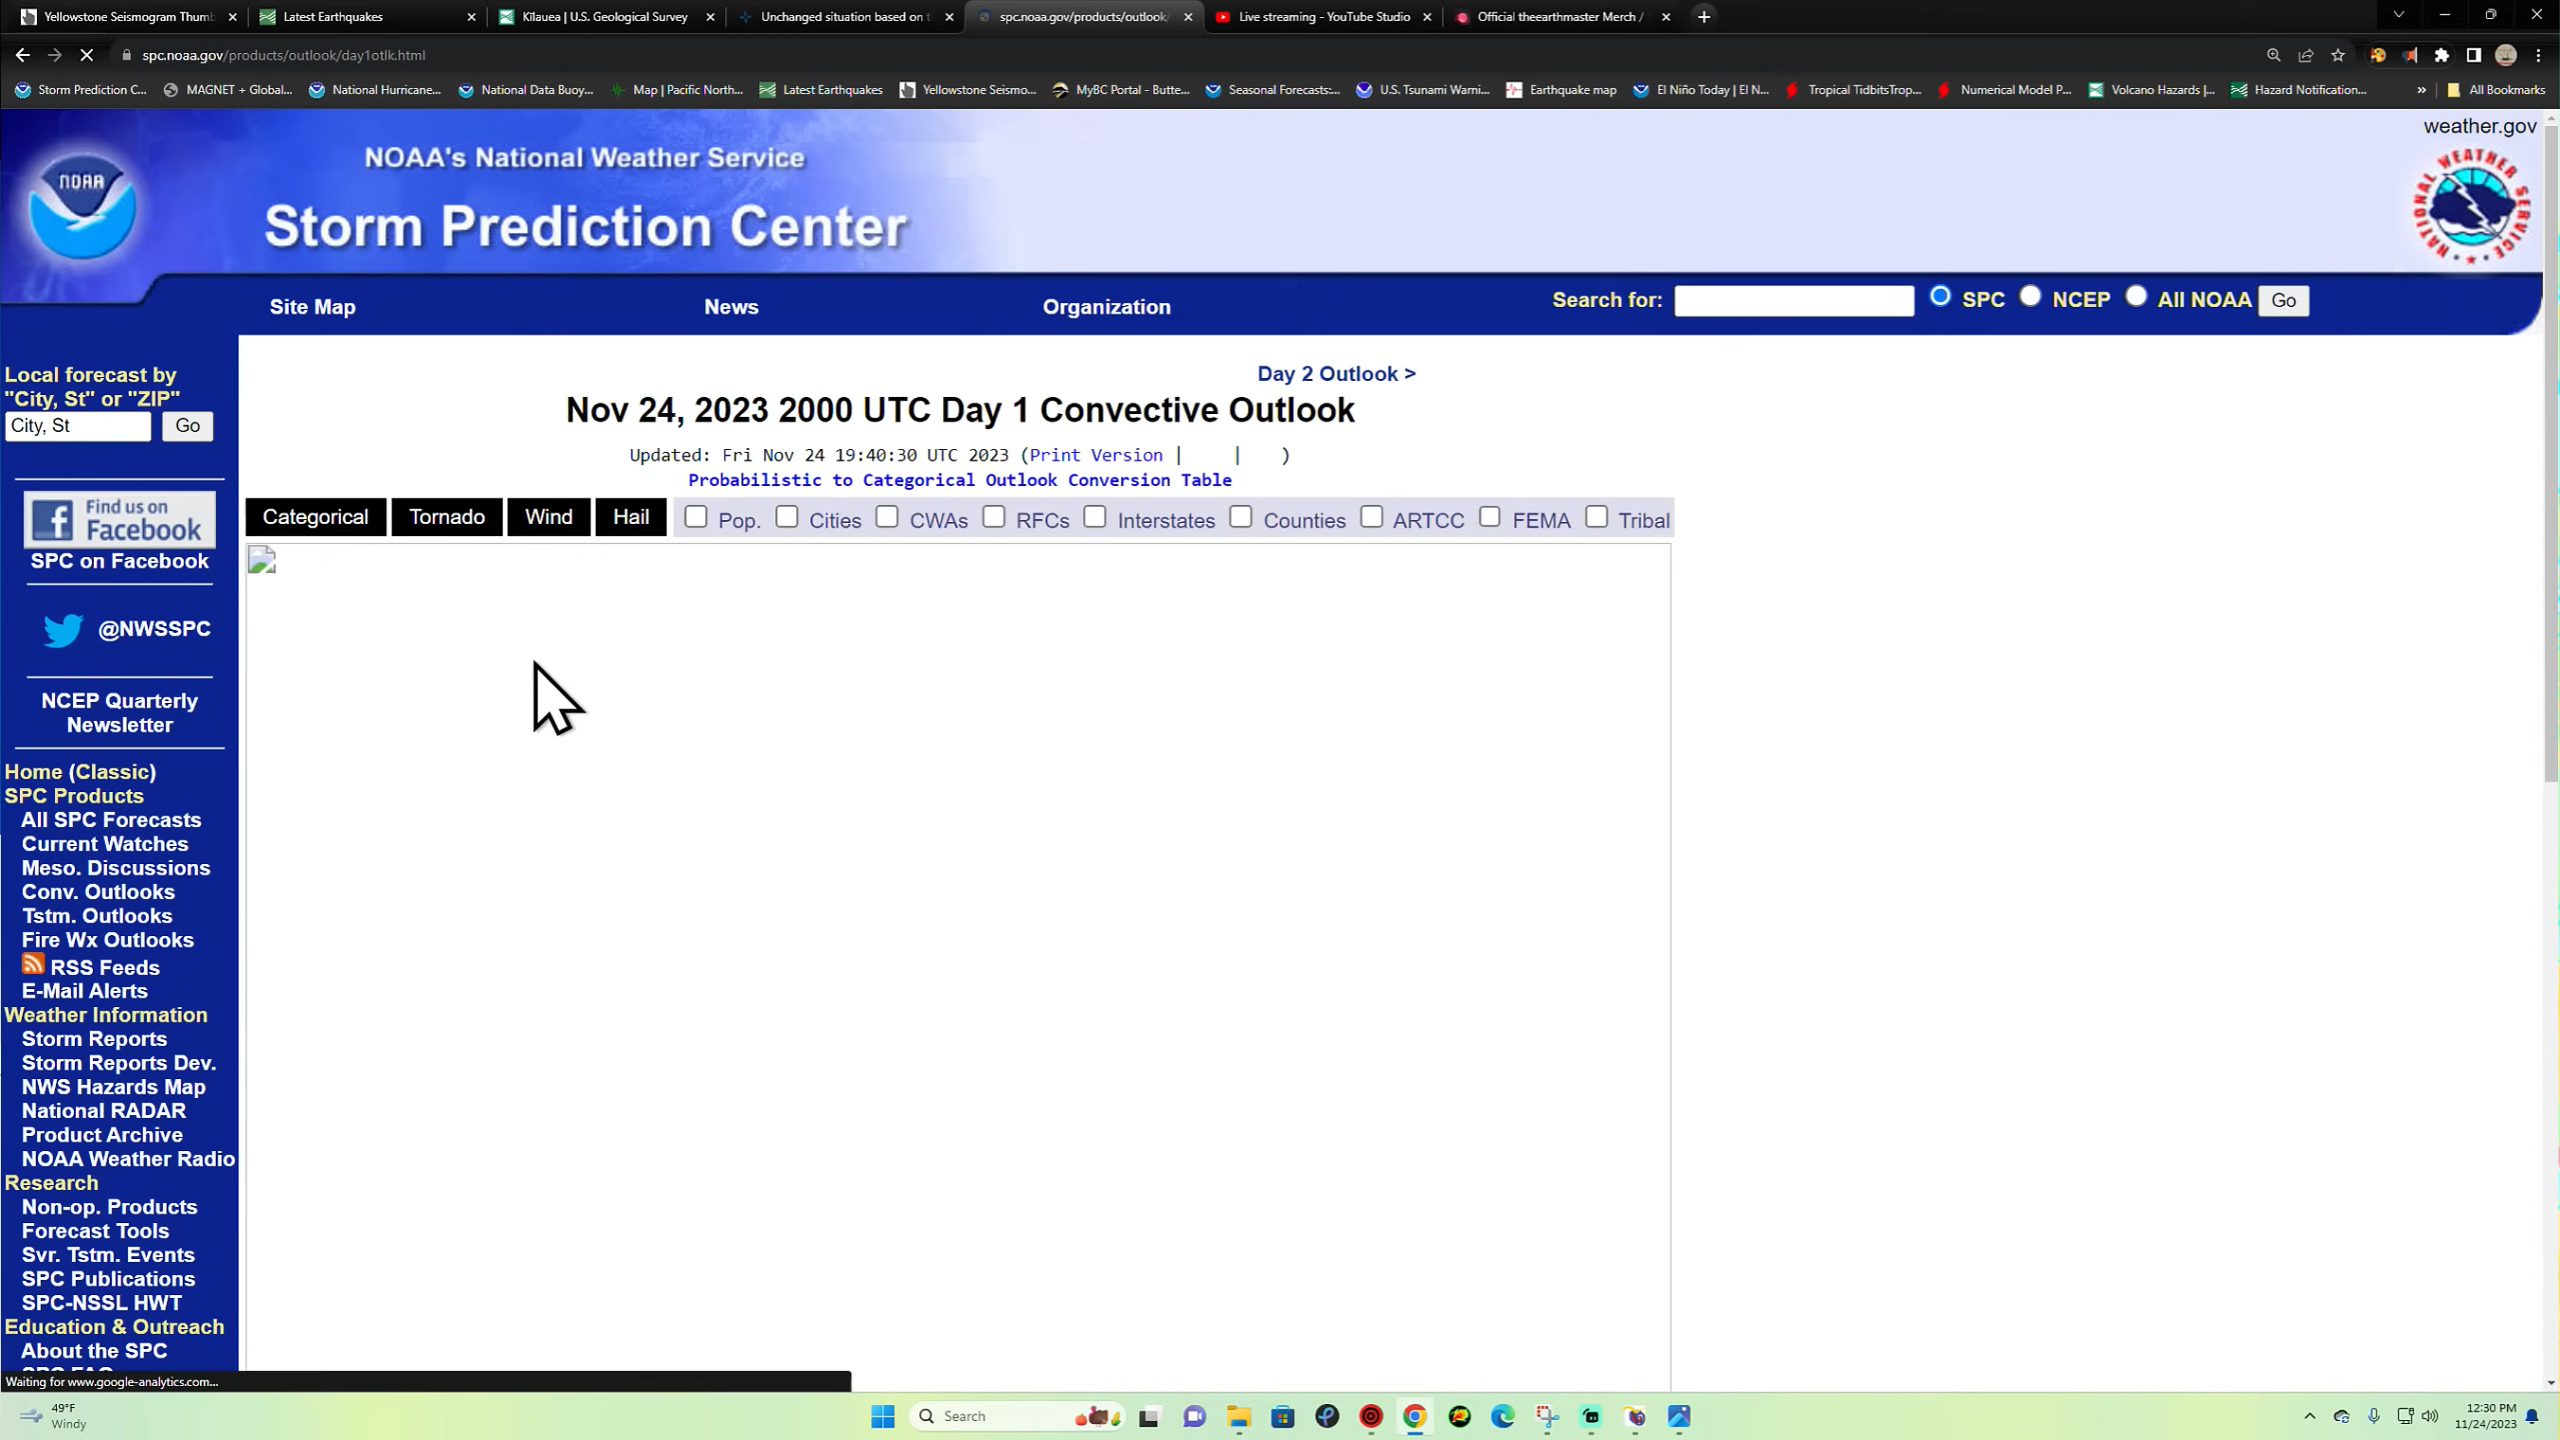 Yellowstone Seismogram Thumb
Latest Earthquakes
Kīlauea | U.S. Geological Survey
Unchanged situation based on t
spc.noaa.gov/products/outlook/
Live streaming - YouTube Studio
Official theearthmaster Merch /
spc.noaa.gov/products/outlook/day1otlk.html
Storm Prediction C...
MAGNET + Global...
National Hurricane...
National Data Buoy...
Map | Pacific North...
Latest Earthquakes
Yellowstone Seismo...
MyBC Portal - Butte...
Seasonal Forecasts:...
U.S. Tsunami Warni...
Earthquake map
El Niño Today | El N...
Tropical TidbitsTrop...
Numerical Model P...
Volcano Hazards |...
Hazard Notification...
»
All Bookmarks
weather.gov
NOAA
NOAA's National Weather Service
Storm Prediction Center
NATIONAL WEATHER SERVICE
Site Map
News
Organization
Search for:
SPC
NCEP
All NOAA
Go
Local forecast by
"City, St" or "ZIP"
City, St
Go
Find us on
Facebook
SPC on Facebook
@NWSSPC
NCEP Quarterly
Newsletter
Home (Classic)
SPC Products
All SPC Forecasts
Current Watches
Meso. Discussions
Conv. Outlooks
Tstm. Outlooks
Fire Wx Outlooks
RSS Feeds
E-Mail Alerts
Weather Information
Storm Reports
Storm Reports Dev.
NWS Hazards Map
National RADAR
Product Archive
NOAA Weather Radio
Research
Non-op. Products
Forecast Tools
Svr. Tstm. Events
SPC Publications
SPC-NSSL HWT
Education & Outreach
About the SPC
Day 2 Outlook >
Nov 24, 2023 2000 UTC Day 1 Convective Outlook
Updated: Fri Nov 24 19:40:30 UTC 2023 (Print Version | | )
Probabilistic to Categorical Outlook Conversion Table
Categorical
Tornado
Wind
Hail
Pop.
Cities
CWAs
RFCs
Interstates
Counties
ARTCC
FEMA
Tribal
Waiting for www.google-analytics.com...
49°F
Windy
Search
12:30 PM
11/24/2023